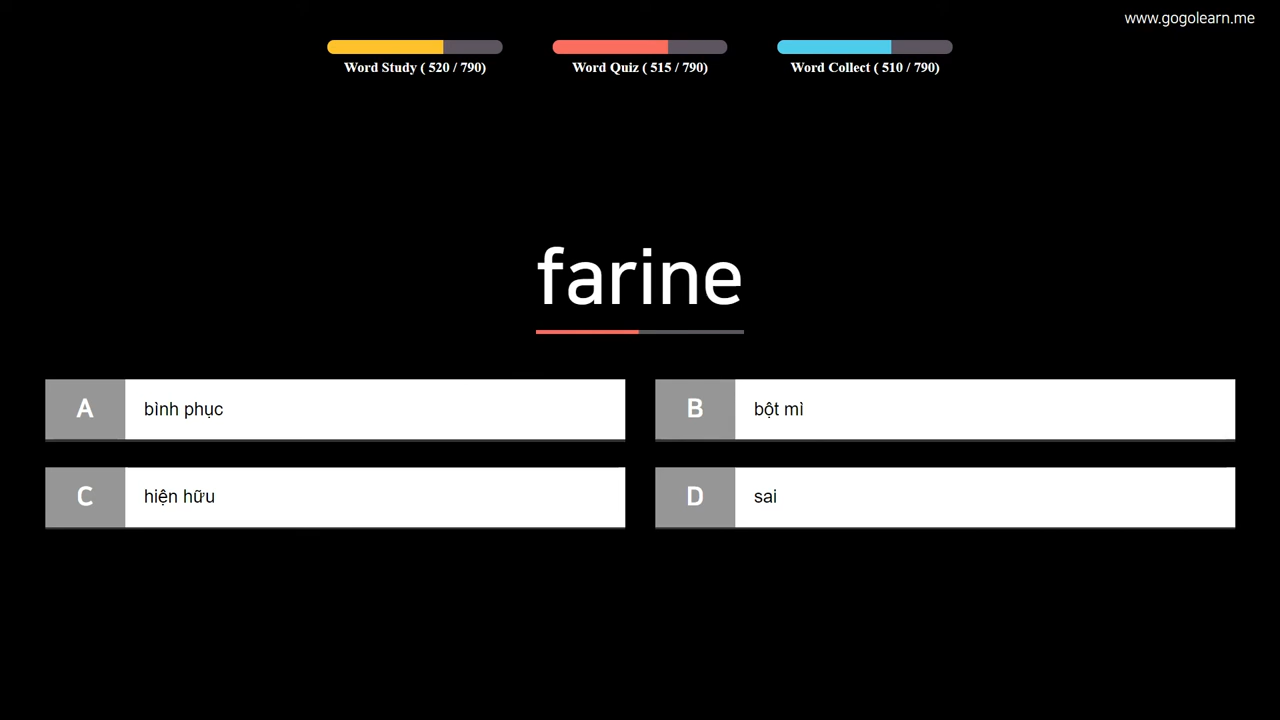 www.gogolearn.me
Word Study ( 520 / 790)
Word Quiz ( 515 / 790)
Word Collect ( 510 / 790)
farine
A bình phục
B bột mì
C hiện hữu
D sai